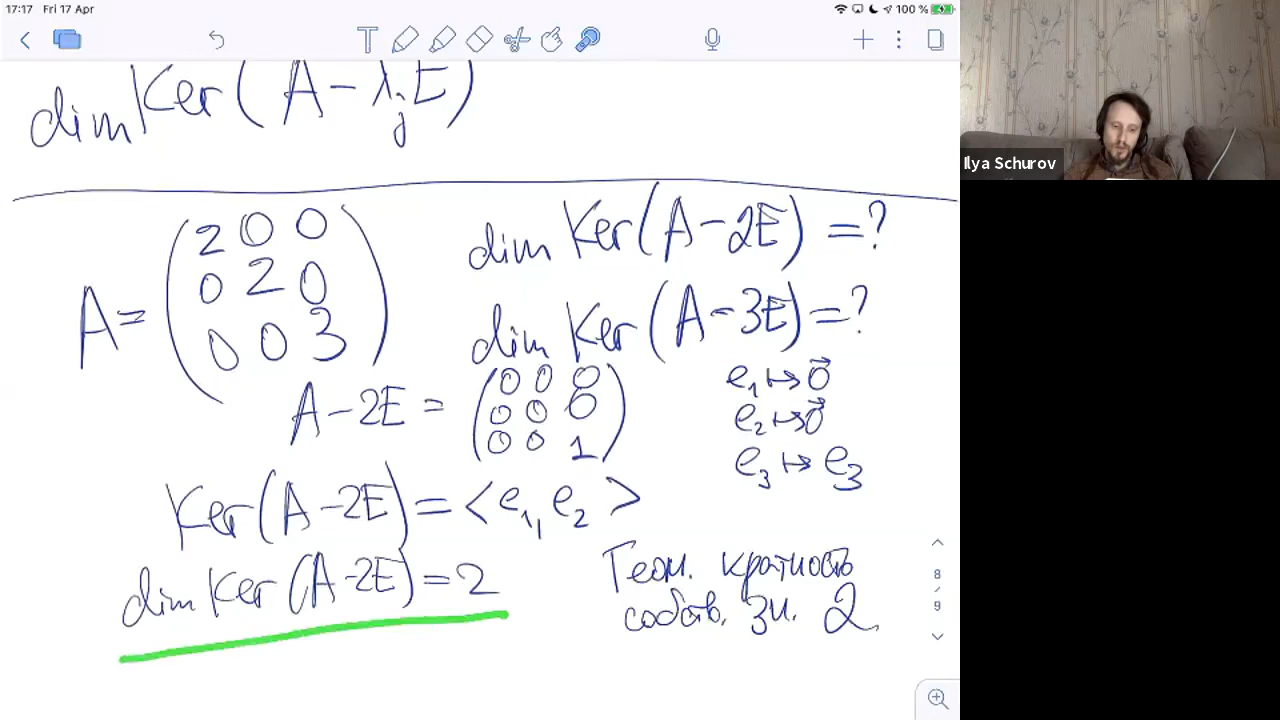 17:17 Fri 17 Apr
100 %
dim Ker (A - λⱼE)
A = (2 0 0
0 2 0
0 0 3)
dim Ker (A - 2E) = ?
dim Ker (A - 3E) = ?
A - 2E = (0 0 0
0 0 0
0 0 1)
e₁ ↦ 0⃗
e₂ ↦ 0⃗
e₃ ↦ e₃
Ker (A - 2E) = < e₁, e₂ >
dim Ker (A - 2E) = 2
Геом. кратность
собств. зн. 2.
8
/
9
Ilya Schurov